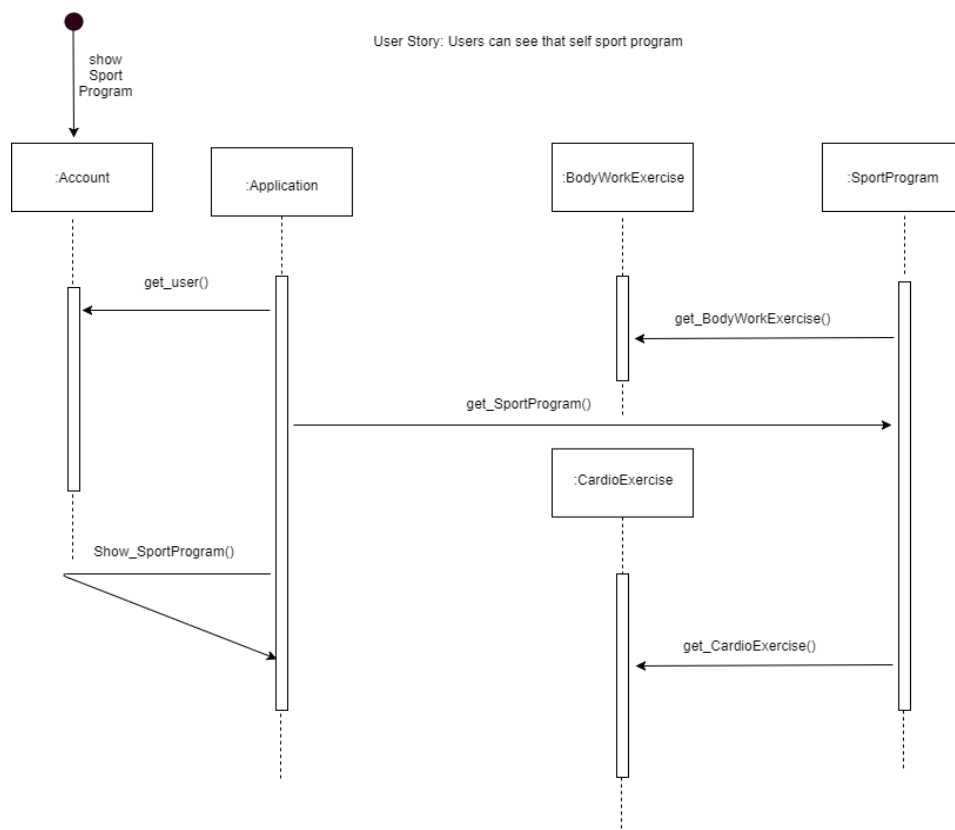 User Story: Users can see that self sport program
show
Sport
Program
:Account
:Application
:BodyWorkExercise
:SportProgram
get_user()
get_BodyWorkExercise()
get_SportProgram()
:CardioExercise
Show_SportProgram()
get_CardioExercise()